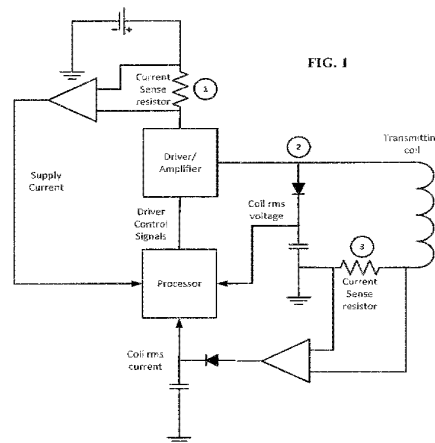 FIG. 1
Current
Sense
resistor
1
Driver/
Amplifier
2
Transmittin
coil
Supply
Current
Coil rms
voltage
Driver
Control
Signals
3
Current
Sense
resistor
Processor
Coil rms
current